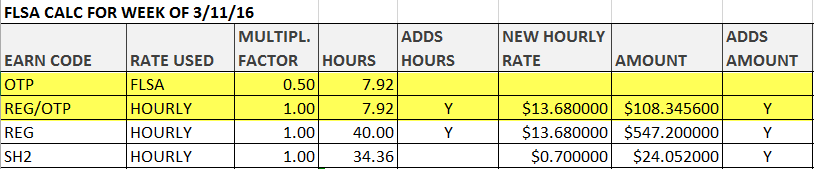 FLSA CALC FOR WEEK OF 3/11/16
MULTIPL. ADDS NEW HOURLY ADDS
EARN CODE RATE USED FACTOR HOURS HOURS RATE AMOUNT AMOUNT
OTP FLSA 0.50 7.92
REG/OTP HOURLY 1.00 7.92 Y $13.680000 $108.345600 Y
REG HOURLY 1.00 40.00 Y $13.680000 $547.200000 Y
SH2 HOURLY 1.00 34.36 $0.700000 $24.052000 Y